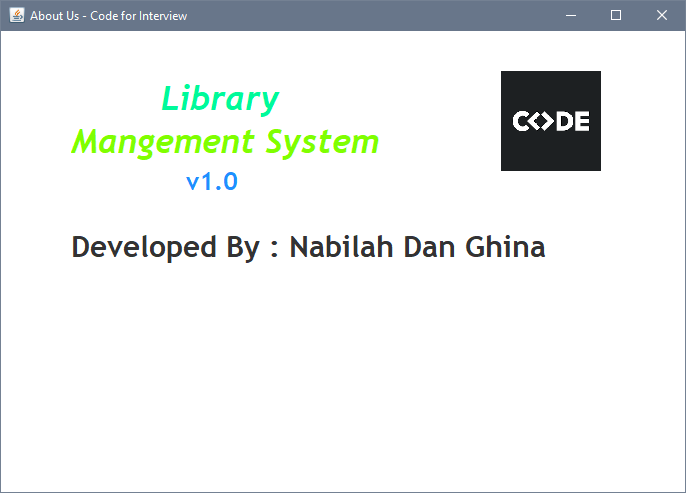 About Us - Code for Interview
Library
Mangement System
v1.0
C<>DE
Developed By : Nabilah Dan Ghina